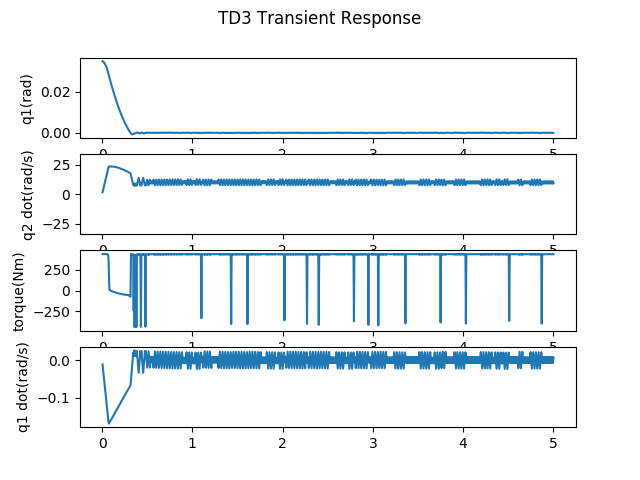 TD3 Transient Response
q1(rad)
0.02
0.00
0 1 2 3 4 5
q2 dot(rad/s)
25
0
−25
0 1 2 3 4 5
torque(Nm)
250
0
−250
0 1 2 3 4 5
q1 dot(rad/s)
0.0
−0.1
0 1 2 3 4 5